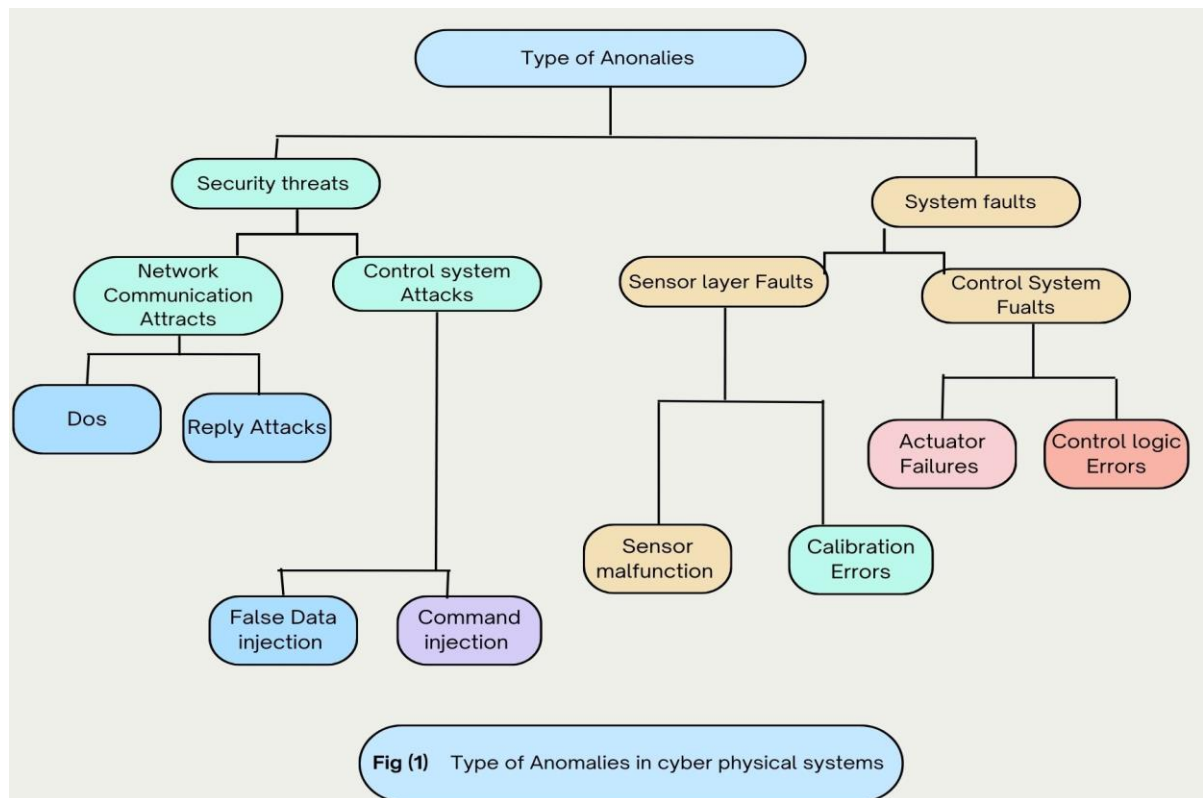 Type of Anonalies
Security threats
System faults
Network
Communication
Attracts
Control system
Attacks
Sensor layer Faults
Control System
Fualts
Dos
Reply Attacks
Actuator
Failures
Control logic
Errors
Sensor
malfunction
Calibration
Errors
False Data
injection
Command
injection
Fig (1) Type of Anomalies in cyber physical systems